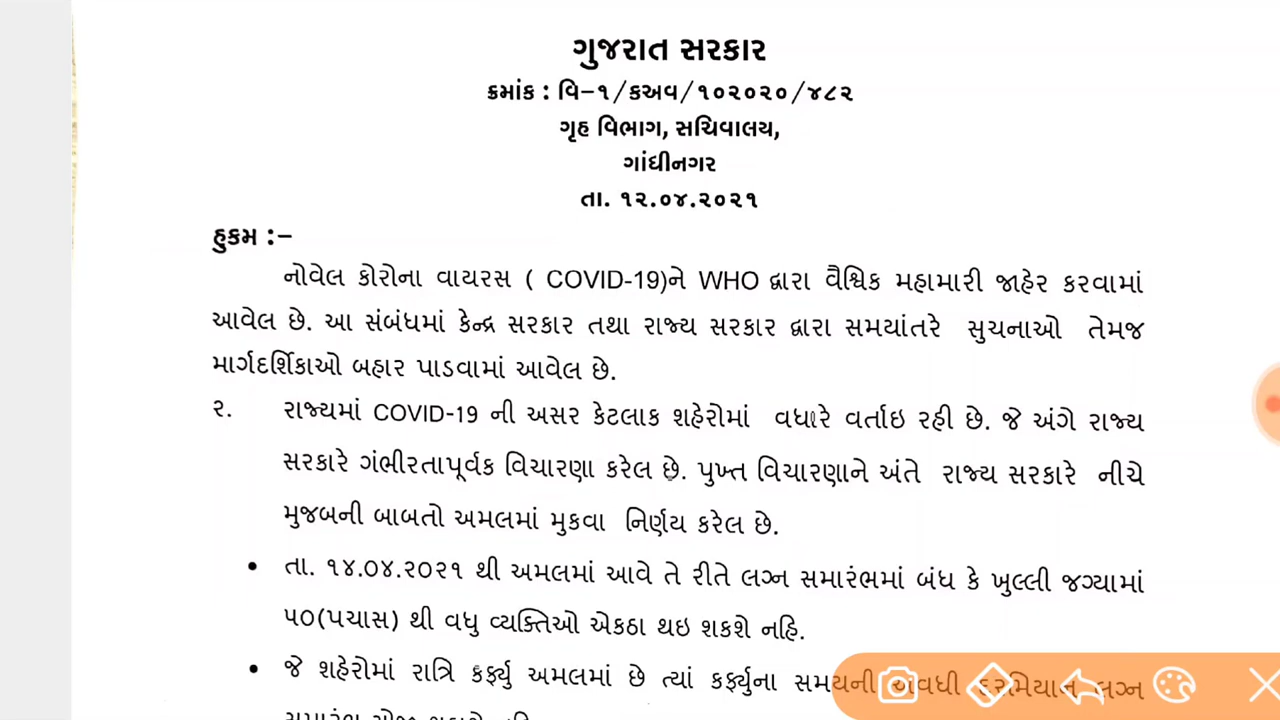 ગુજરાત સરકાર
ક્રમાંક : વિ-૧/કઅવ/૧૦૨૦૨૦/૪૮૨
ગૃહ વિભાગ, સચિવાલય,
ગાંધીનગર
તા. ૧૨.૦૪.૨૦૨૧
હુકમ :-
નોવેલ કોરોના વાયરસ ( COVID-19)ને WHO દ્વારા વૈશ્વિક મહામારી જાહેર કરવામાં
આવેલ છે. આ સંબંધમાં કેન્દ્ર સરકાર તથા રાજ્ય સરકાર દ્વારા સમયાંતરે સુચનાઓ તેમજ
માર્ગદર્શિકાઓ બહાર પાડવામાં આવેલ છે.
૨. રાજ્યમાં COVID-19 ની અસર કેટલાક શહેરોમાં વધારે વર્તાઇ રહી છે. જે અંગે રાજ્ય
સરકારે ગંભીરતાપૂર્વક વિચારણા કરેલ છે. પુખ્ત વિચારણાને અંતે રાજ્ય સરકારે નીચે
મુજબની બાબતો અમલમાં મુકવા નિર્ણય કરેલ છે.
• તા. ૧૪.૦૪.૨૦૨૧ થી અમલમાં આવે તે રીતે લગ્ન સમારંભમાં બંધ કે ખુલ્લી જગ્યામાં
૫૦(પચાસ) થી વધુ વ્યક્તિઓ એકઠા થઇ શકશે નહિ.
• જે શહેરોમાં રાત્રિ કર્ફ્યુ અમલમાં છે ત્યાં કર્ફ્યુના સમયની અવધી દરમિયાન લગ્ન